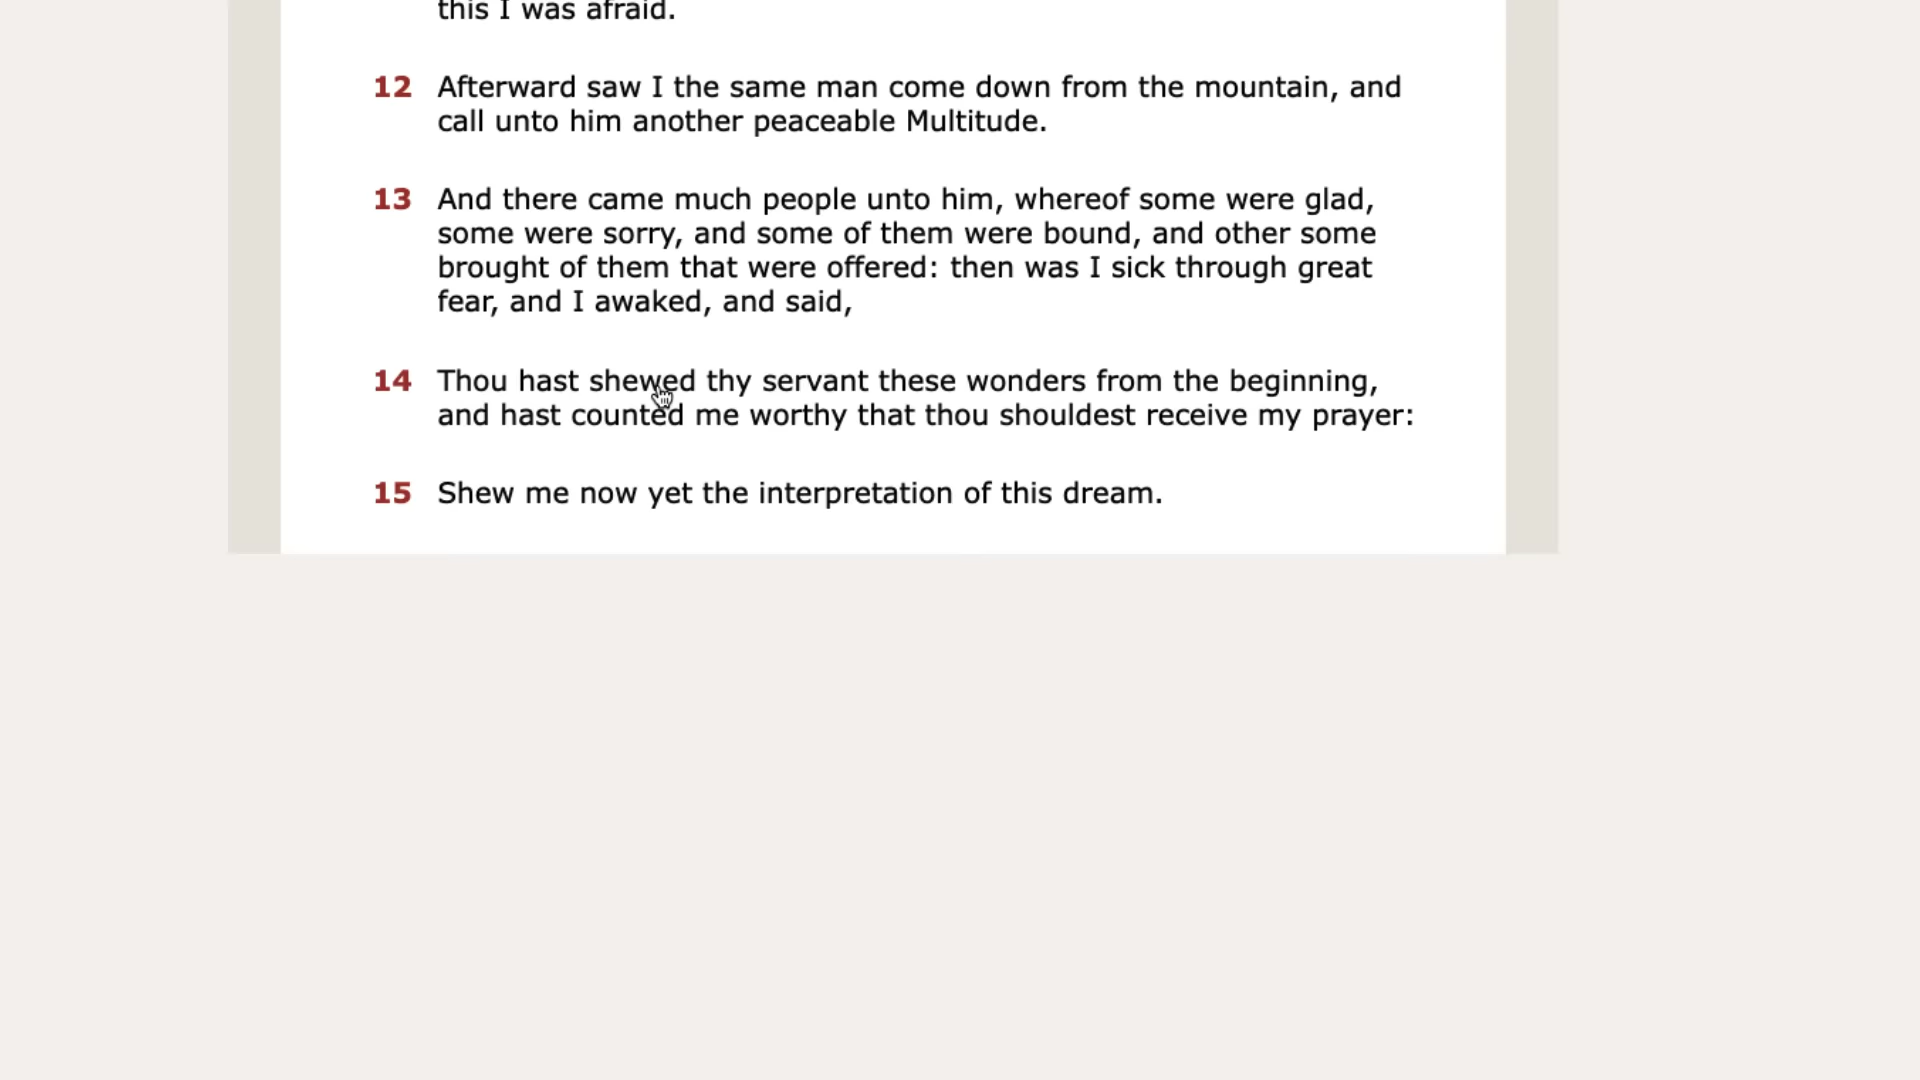 this I was afraid.
12 Afterward saw I the same man come down from the mountain, and
call unto him another peaceable Multitude.
13 And there came much people unto him, whereof some were glad,
some were sorry, and some of them were bound, and other some
brought of them that were offered: then was I sick through great
fear, and I awaked, and said,
14 Thou hast shewed thy servant these wonders from the beginning,
and hast counted me worthy that thou shouldest receive my prayer:
15 Shew me now yet the interpretation of this dream.